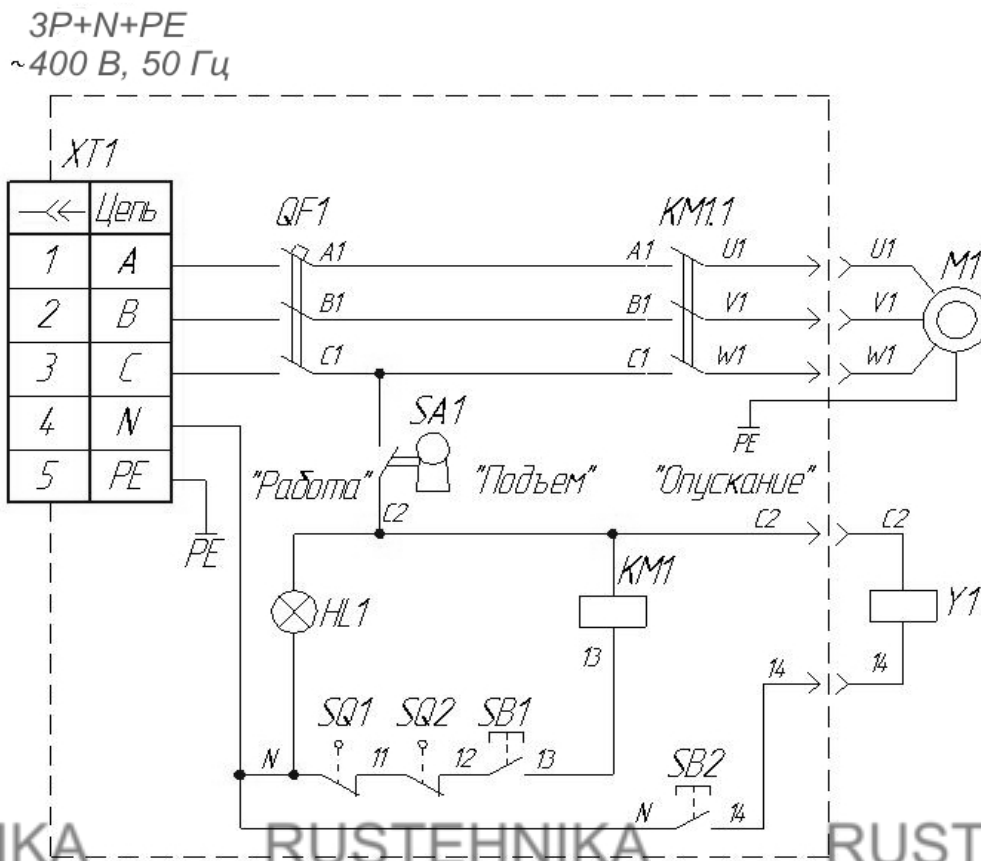 3P+N+PE
~400 В, 50 Гц
XT1
Цепь
QF1
KM1.1
1 A
A1
A1
U1
U1
M1
2 B
B1
B1
V1
V1
3 C
C1
C1
W1
W1
4 N
SA1
PE
5 PE
"Работа"
"Подъем"
"Опускание"
PE
C2
C2
C2
HL1
KM1
Y1
13
14
14
SQ1
SQ2
SB1
N
11
12
13
SB2
N
14
NIKA
RUSTEHNIKA
RUST